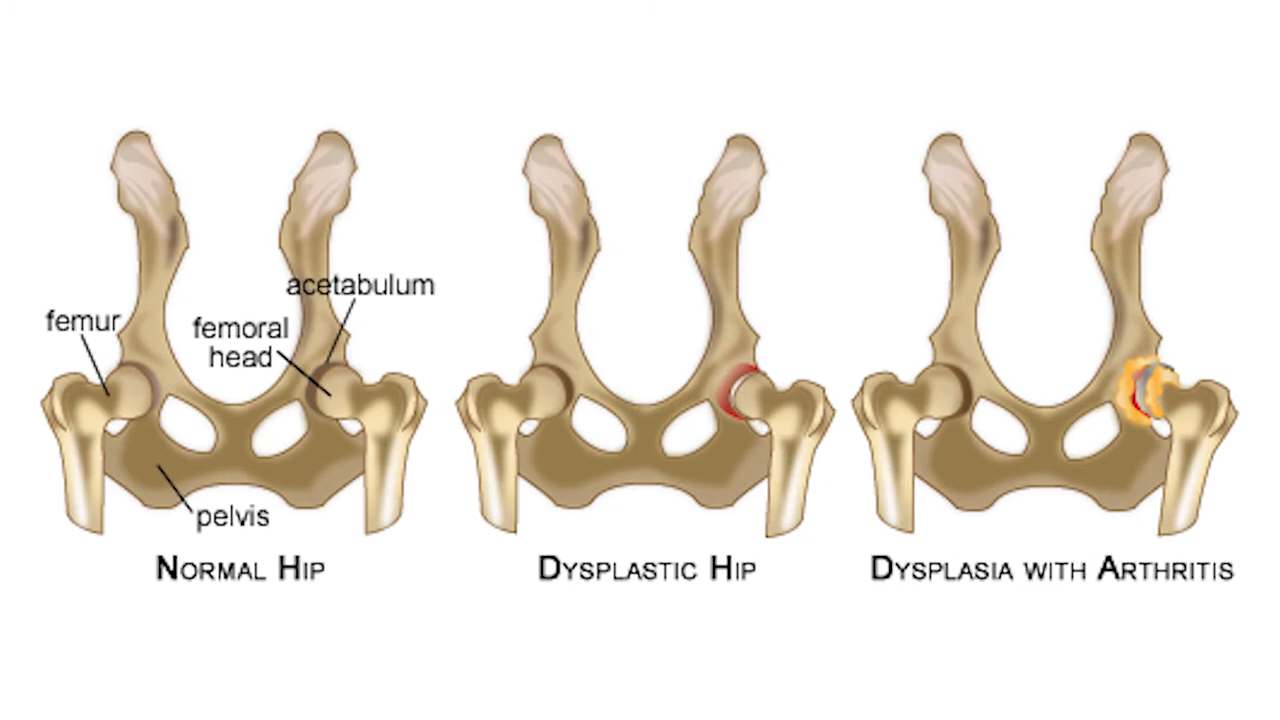 acetabulum
femur
femoral
head
pelvis
NORMAL HIP
DYSPLASTIC HIP
DYSPLASIA WITH ARTHRITIS